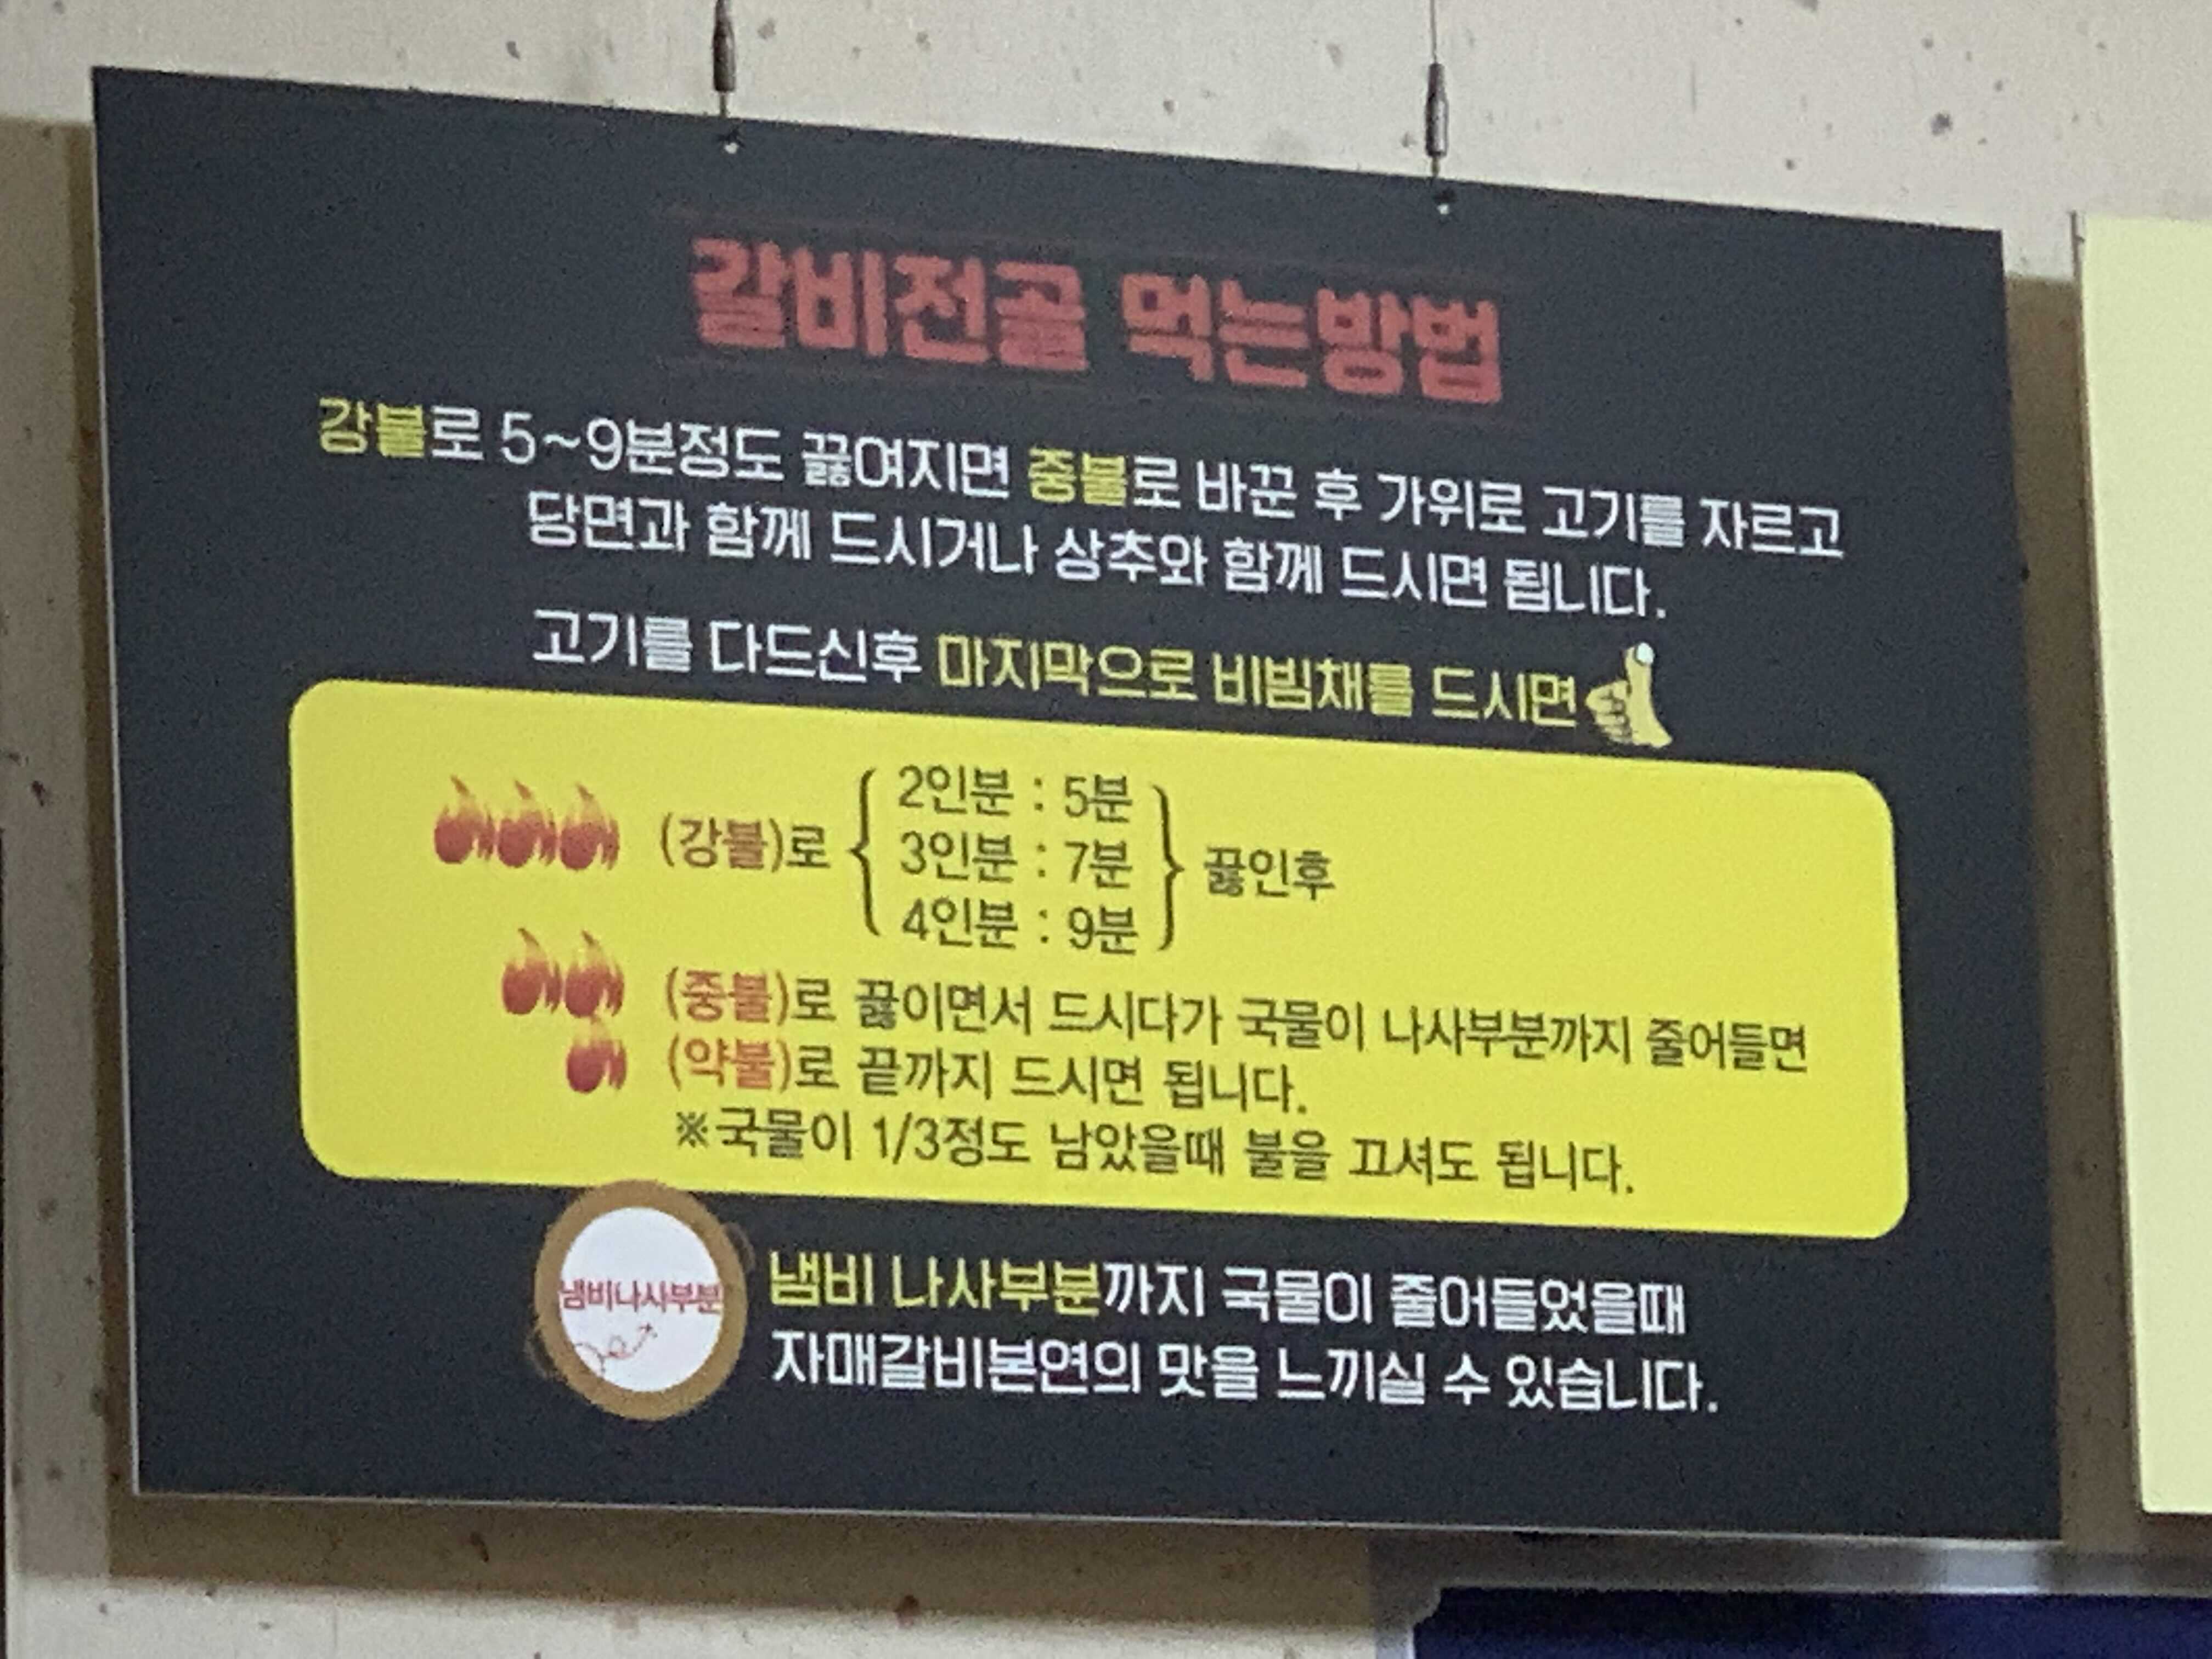 갈비전골 먹는방법
강불로 5~9분정도 끓여지면 중불로 바꾼 후 가위로 고기를 자르고
당면과 함께 드시거나 상추와 함께 드시면 됩니다.
고기를 다드신후 마지막으로 비빔채를 드시면
(강불)로
2인분 : 5분
3인분 : 7분
4인분 : 9분
끓인후
(중불)로 끓이면서 드시다가 국물이 나사부분까지 줄어들면
(약불)로 끝까지 드시면 됩니다.
※국물이 1/3정도 남았을때 불을 끄셔도 됩니다.
냄비나사부분
냄비 나사부분까지 국물이 줄어들었을때
자매갈비본연의 맛을 느끼실 수 있습니다.